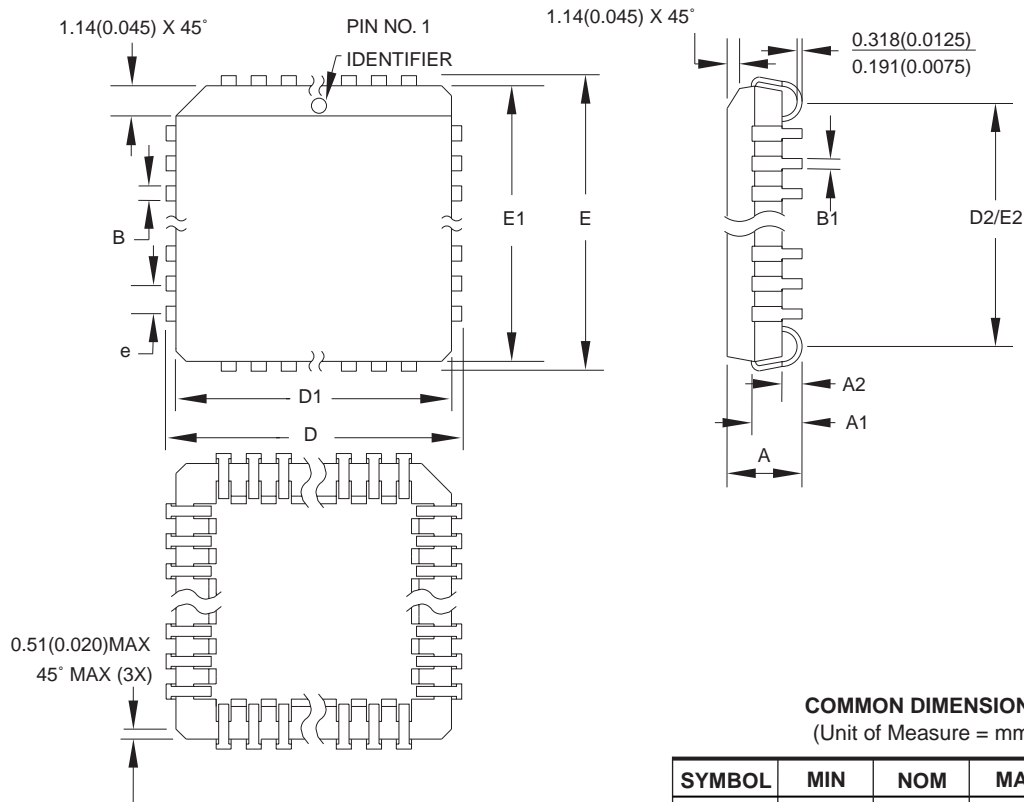 1.14(0.045) X 45˚
PIN NO. 1
IDENTIFIER
1.14(0.045) X 45˚
0.318(0.0125)
0.191(0.0075)
B
e
E1
E
B1
D2/E2
D1
D
A2
A1
A
0.51(0.020)MAX
45˚ MAX (3X)
COMMON DIMENSION
(Unit of Measure = mm
SYMBOL MIN NOM MA